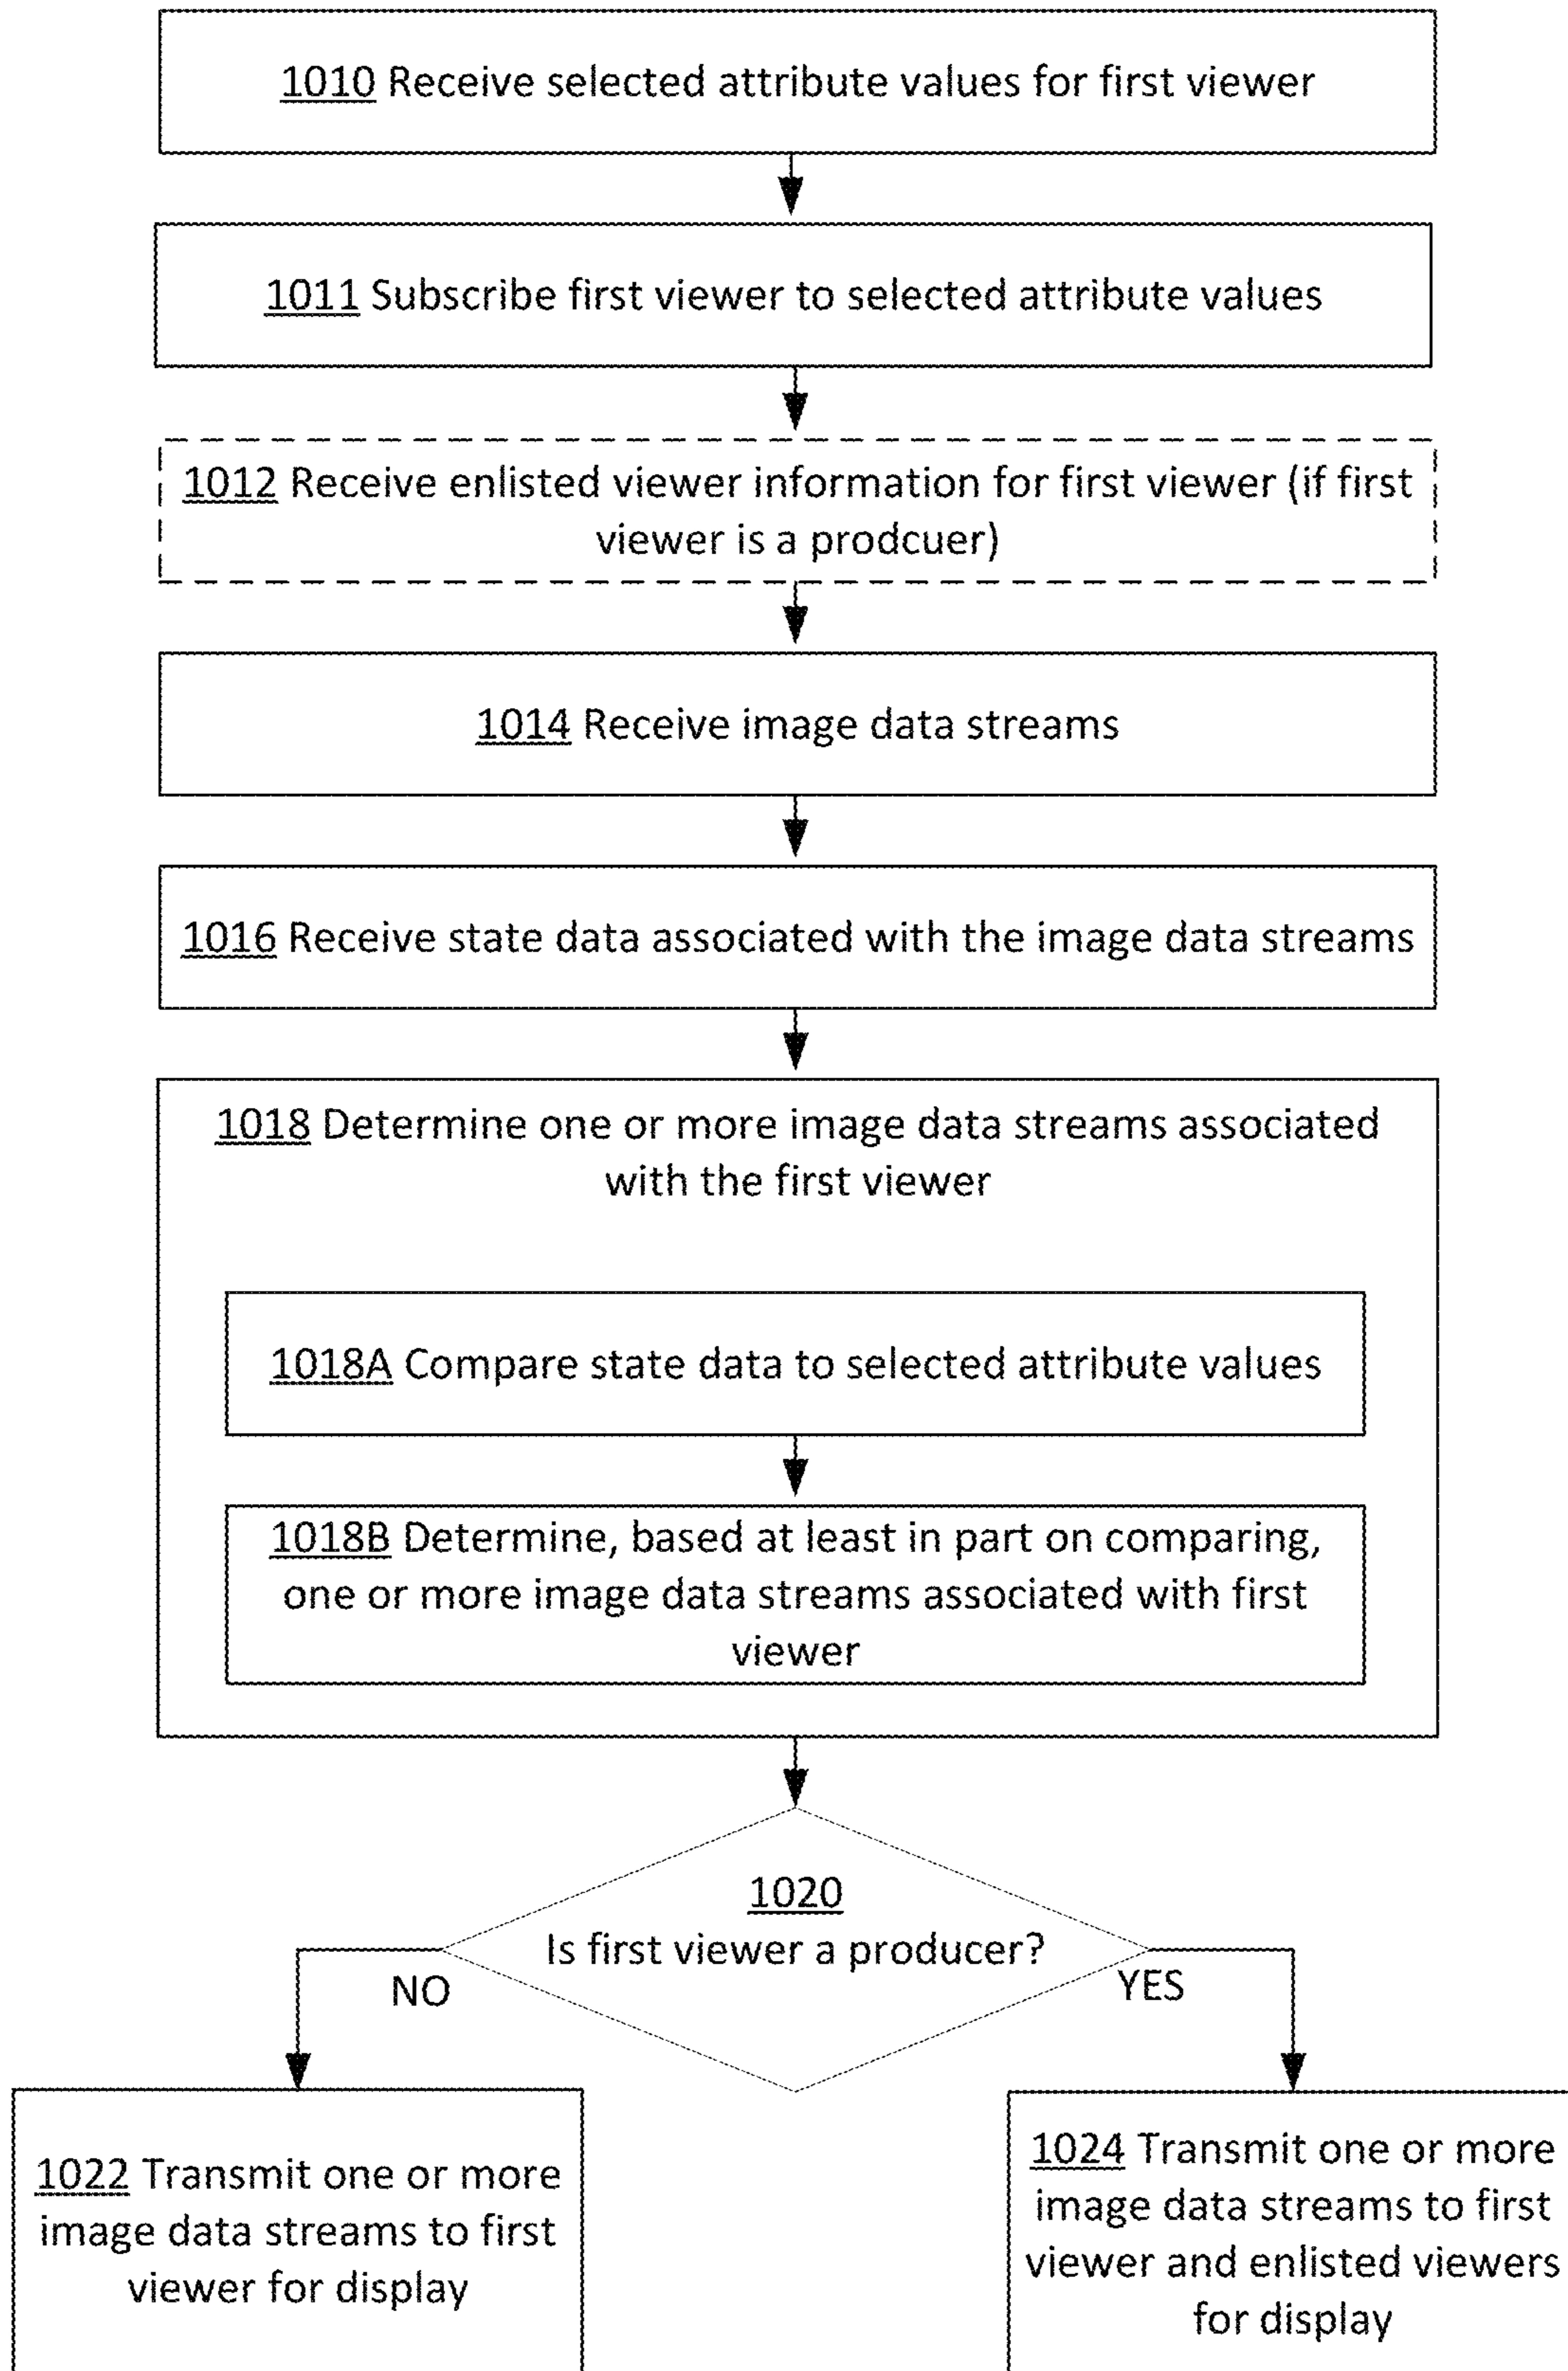 1010 Receive selected attribute values for first viewer
1011 Subscribe first viewer to selected attribute values
1012 Receive enlisted viewer information for first viewer (if first
viewer is a prodcuer)
1014 Receive image data streams
1016 Receive state data associated with the image data streams
1018 Determine one or more image data streams associated
with the first viewer
1018A Compare state data to selected attribute values
1018B Determine, based at least in part on comparing,
one or more image data streams associated with first
viewer
1020
Is first viewer a producer?
NO
YES
1022 Transmit one or more
image data streams to first
viewer for display
1024 Transmit one or more
image data streams to first
viewer and enlisted viewers
for display